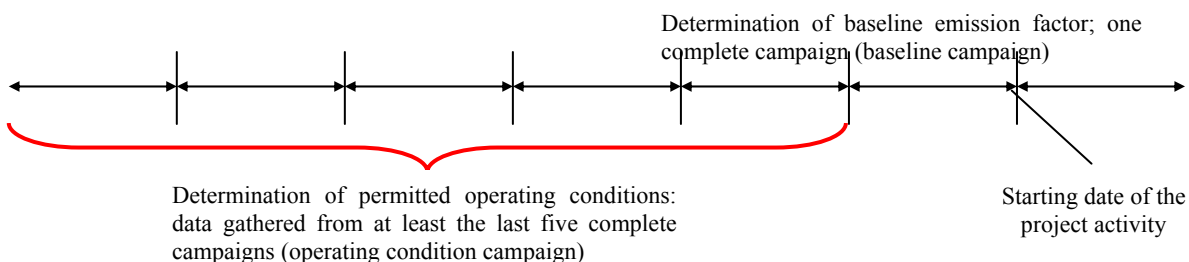 Determination of baseline emission factor; one
complete campaign (baseline campaign)
Determination of permitted operating conditions:
data gathered from at least the last five complete
campaigns (operating condition campaign)
Starting date of the
project activity